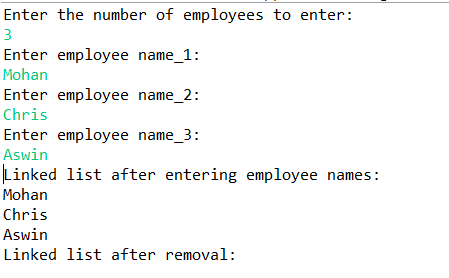 Enter the number of employees to enter:
3
Enter employee name_1:
Mohan
Enter employee name_2:
Chris
Enter employee name_3:
Aswin
Linked list after entering employee names:
Mohan
Chris
Aswin
Linked list after removal: